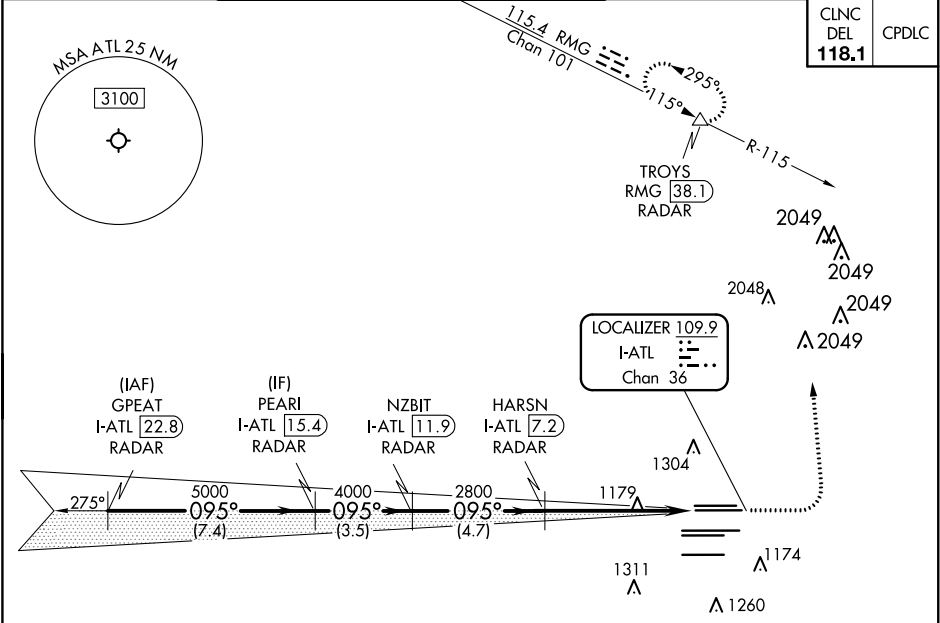 CLNC
DEL
118.1
CPDLC
MSA ATL 25 NM
3100
115.4 RMG
Chan 101
295°
115°
R-115
TROYS
RMG 38.1
RADAR
2049
2049
2048
2049
2049
LOCALIZER 109.9
I-ATL
Chan 36
(IAF)
GPEAT
I-ATL 22.8
RADAR
(IF)
PEARI
I-ATL 15.4
RADAR
NZBIT
I-ATL 11.9
RADAR
HARSN
I-ATL 7.2
RADAR
1304
1179
275°
5000
095°
(7.4)
4000
095°
(3.5)
2800
095°
(4.7)
1174
1311
1260